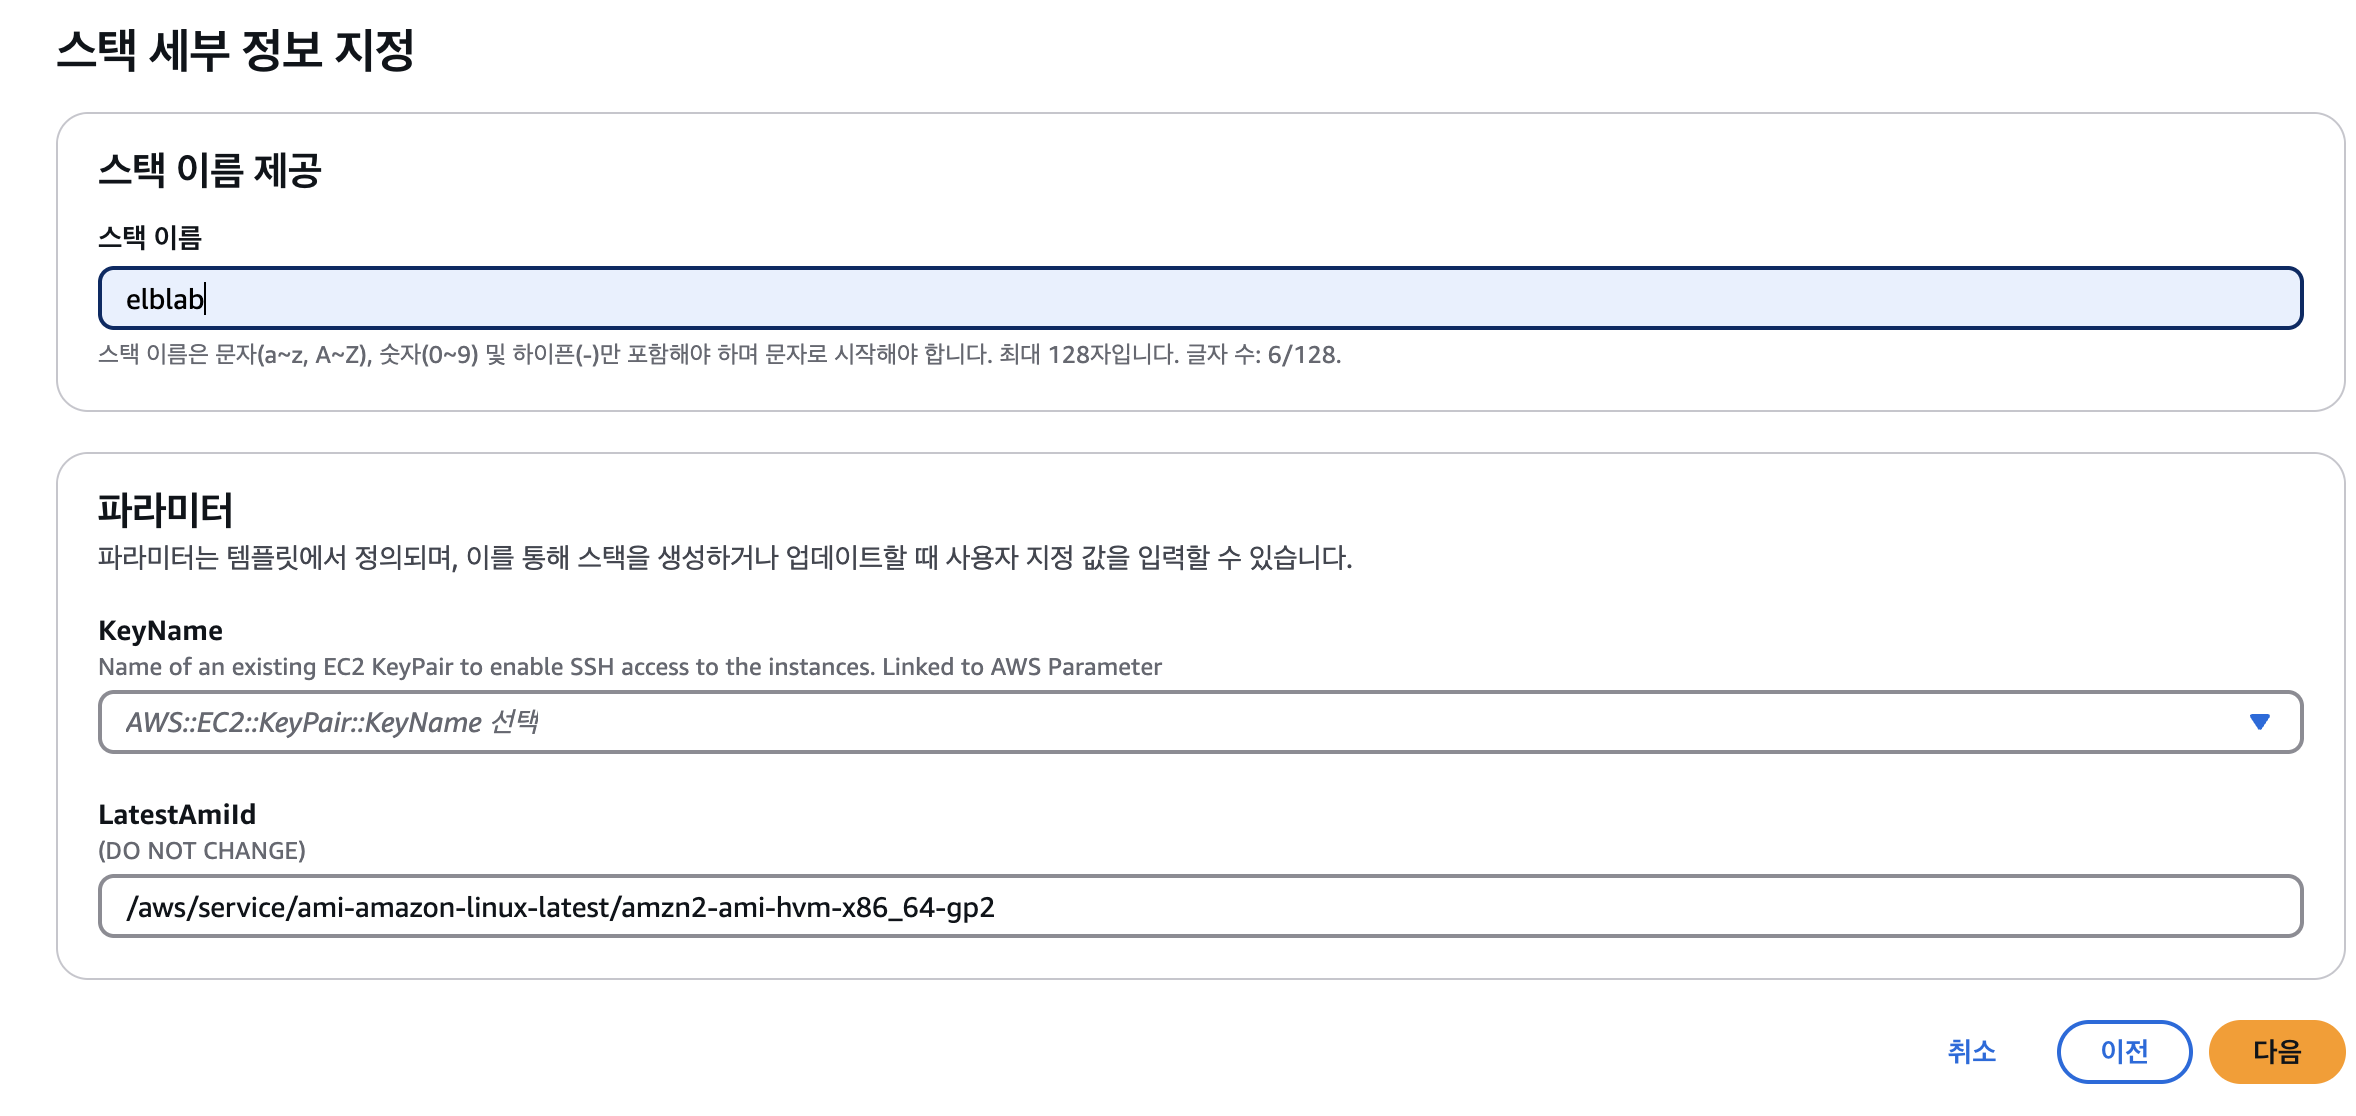 스택 세부 정보 지정
스택 이름 제공
스택 이름
elblab
스택 이름은 문자(a~z, A~Z), 숫자(0~9) 및 하이픈(-)만 포함해야 하며 문자로 시작해야 합니다. 최대 128자입니다. 글자 수: 6/128.
파라미터
파라미터는 템플릿에서 정의되며, 이를 통해 스택을 생성하거나 업데이트할 때 사용자 지정 값을 입력할 수 있습니다.
KeyName
Name of an existing EC2 KeyPair to enable SSH access to the instances. Linked to AWS Parameter
AWS::EC2::KeyPair::KeyName 선택
LatestAmiId
(DO NOT CHANGE)
/aws/service/ami-amazon-linux-latest/amzn2-ami-hvm-x86_64-gp2
취소 이전 다음